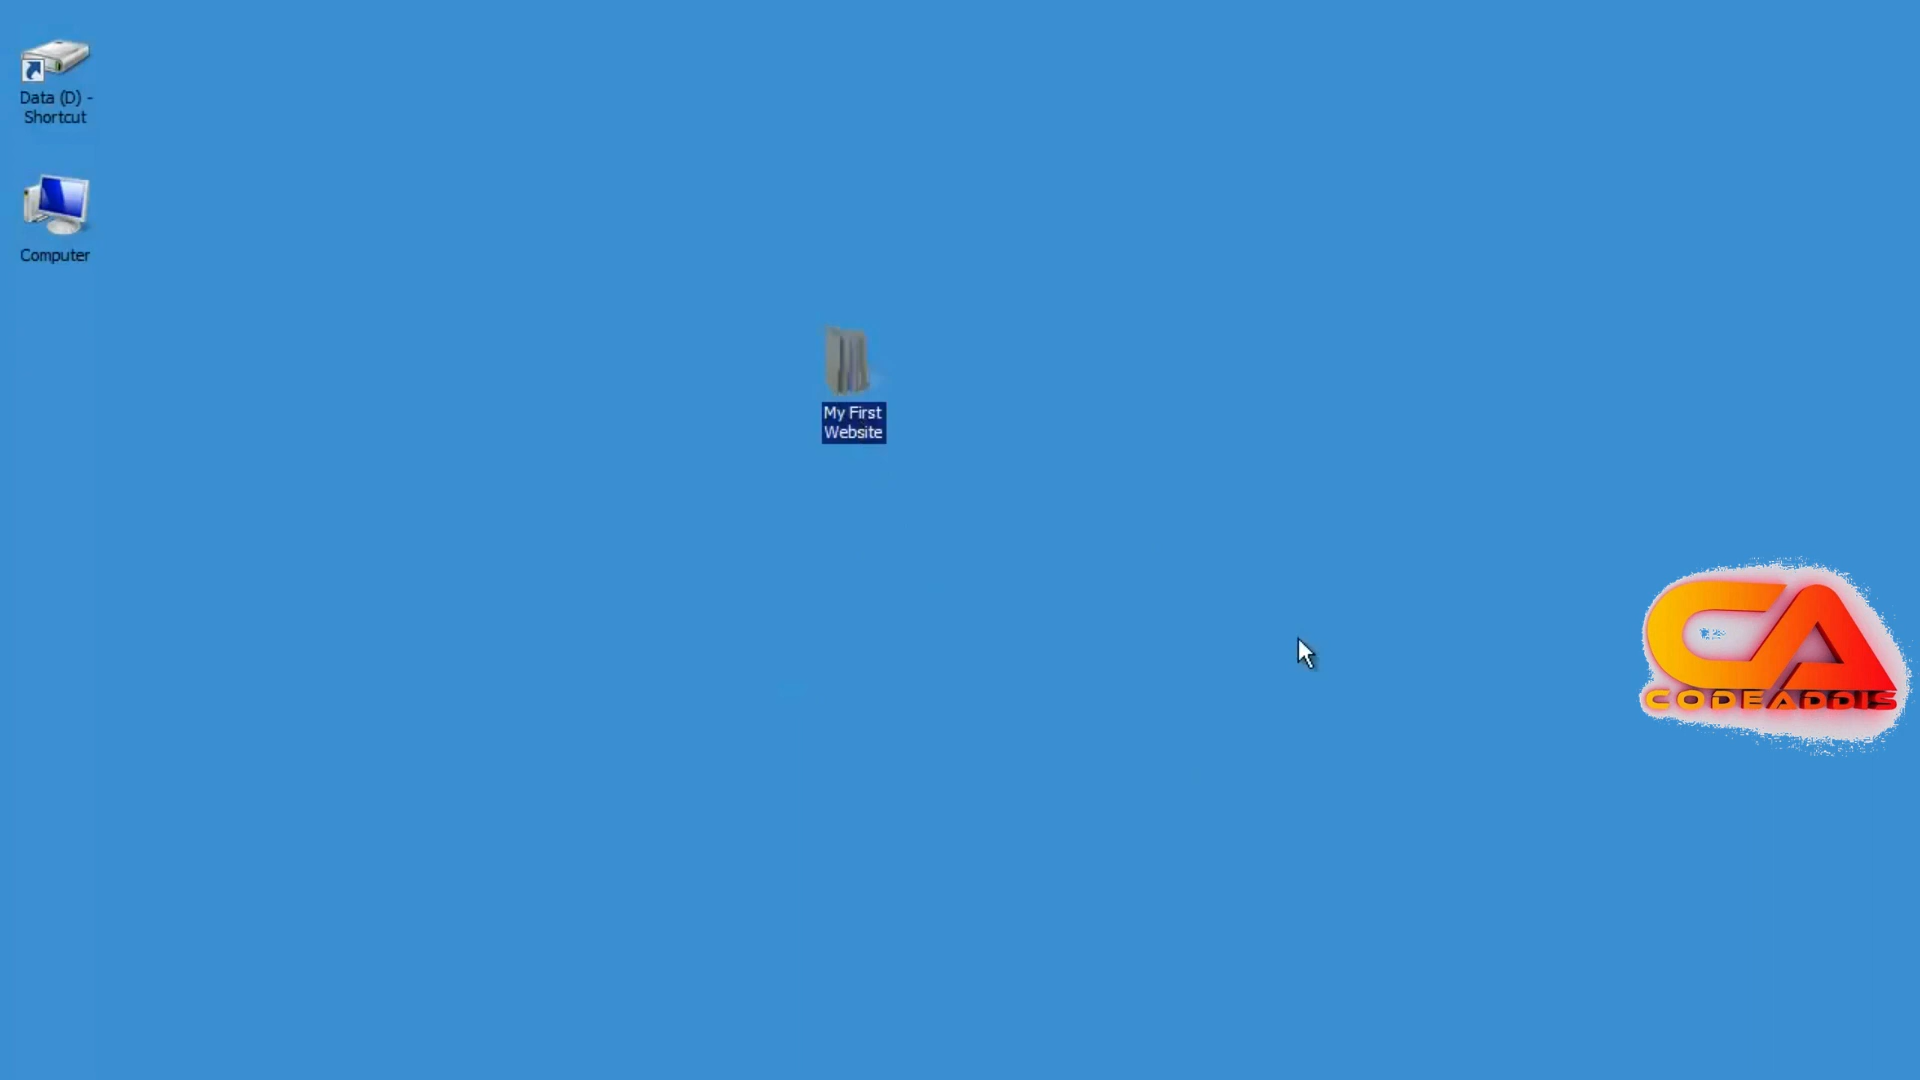 Data (D) -
Shortcut
Computer
My First
Website
CA
CODEADDIS